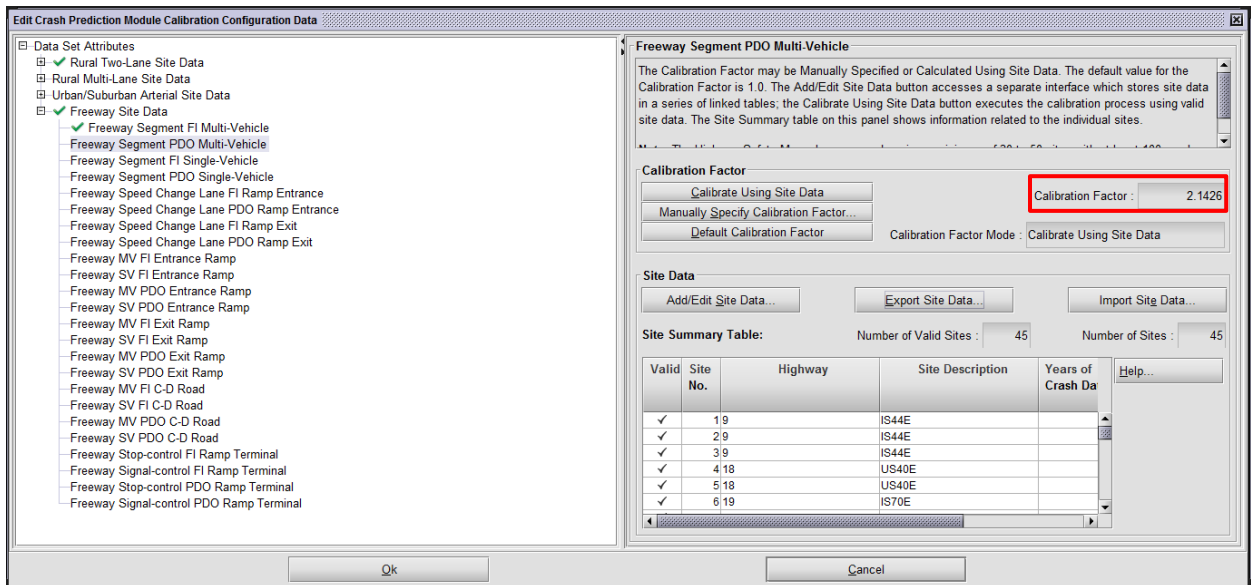 Edit Crash Prediction Module Calibration Configuration Data
Data Set Attributes
Rural Two-Lane Site Data
Rural Multi-Lane Site Data
Urban/Suburban Arterial Site Data
Freeway Site Data
Freeway Segment FI Multi-Vehicle
Freeway Segment PDO Multi-Vehicle
Freeway Segment FI Single-Vehicle
Freeway Segment PDO Single-Vehicle
Freeway Speed Change Lane FI Ramp Entrance
Freeway Speed Change Lane PDO Ramp Entrance
Freeway Speed Change Lane FI Ramp Exit
Freeway Speed Change Lane PDO Ramp Exit
Freeway MV FI Entrance Ramp
Freeway SV FI Entrance Ramp
Freeway MV PDO Entrance Ramp
Freeway SV PDO Entrance Ramp
Freeway MV FI Exit Ramp
Freeway SV FI Exit Ramp
Freeway MV PDO Exit Ramp
Freeway SV PDO Exit Ramp
Freeway MV FI C-D Road
Freeway SV FI C-D Road
Freeway MV PDO C-D Road
Freeway SV PDO C-D Road
Freeway Stop-control FI Ramp Terminal
Freeway Signal-control FI Ramp Terminal
Freeway Stop-control PDO Ramp Terminal
Freeway Signal-control PDO Ramp Terminal
Freeway Segment PDO Multi-Vehicle
The Calibration Factor may be Manually Specified or Calculated Using Site Data. The default value for the
Calibration Factor is 1.0. The Add/Edit Site Data button accesses a separate interface which stores site data
in a series of linked tables; the Calibrate Using Site Data button executes the calibration process using valid
site data. The Site Summary table on this panel shows information related to the individual sites.
Calibration Factor
Calibrate Using Site Data
Calibration Factor : 2.1426
Manually Specify Calibration Factor...
Default Calibration Factor
Calibration Factor Mode : Calibrate Using Site Data
Site Data
Add/Edit Site Data... Export Site Data... Import Site Data...
Site Summary Table: Number of Valid Sites : 45 Number of Sites : 45
Valid Site Highway Site Description Years of Help...
No. Crash Da
✓ 1 9 IS44E
✓ 2 9 IS44E
✓ 3 9 IS44E
✓ 4 18 US40E
✓ 5 18 US40E
✓ 6 19 IS70E
Ok Cancel